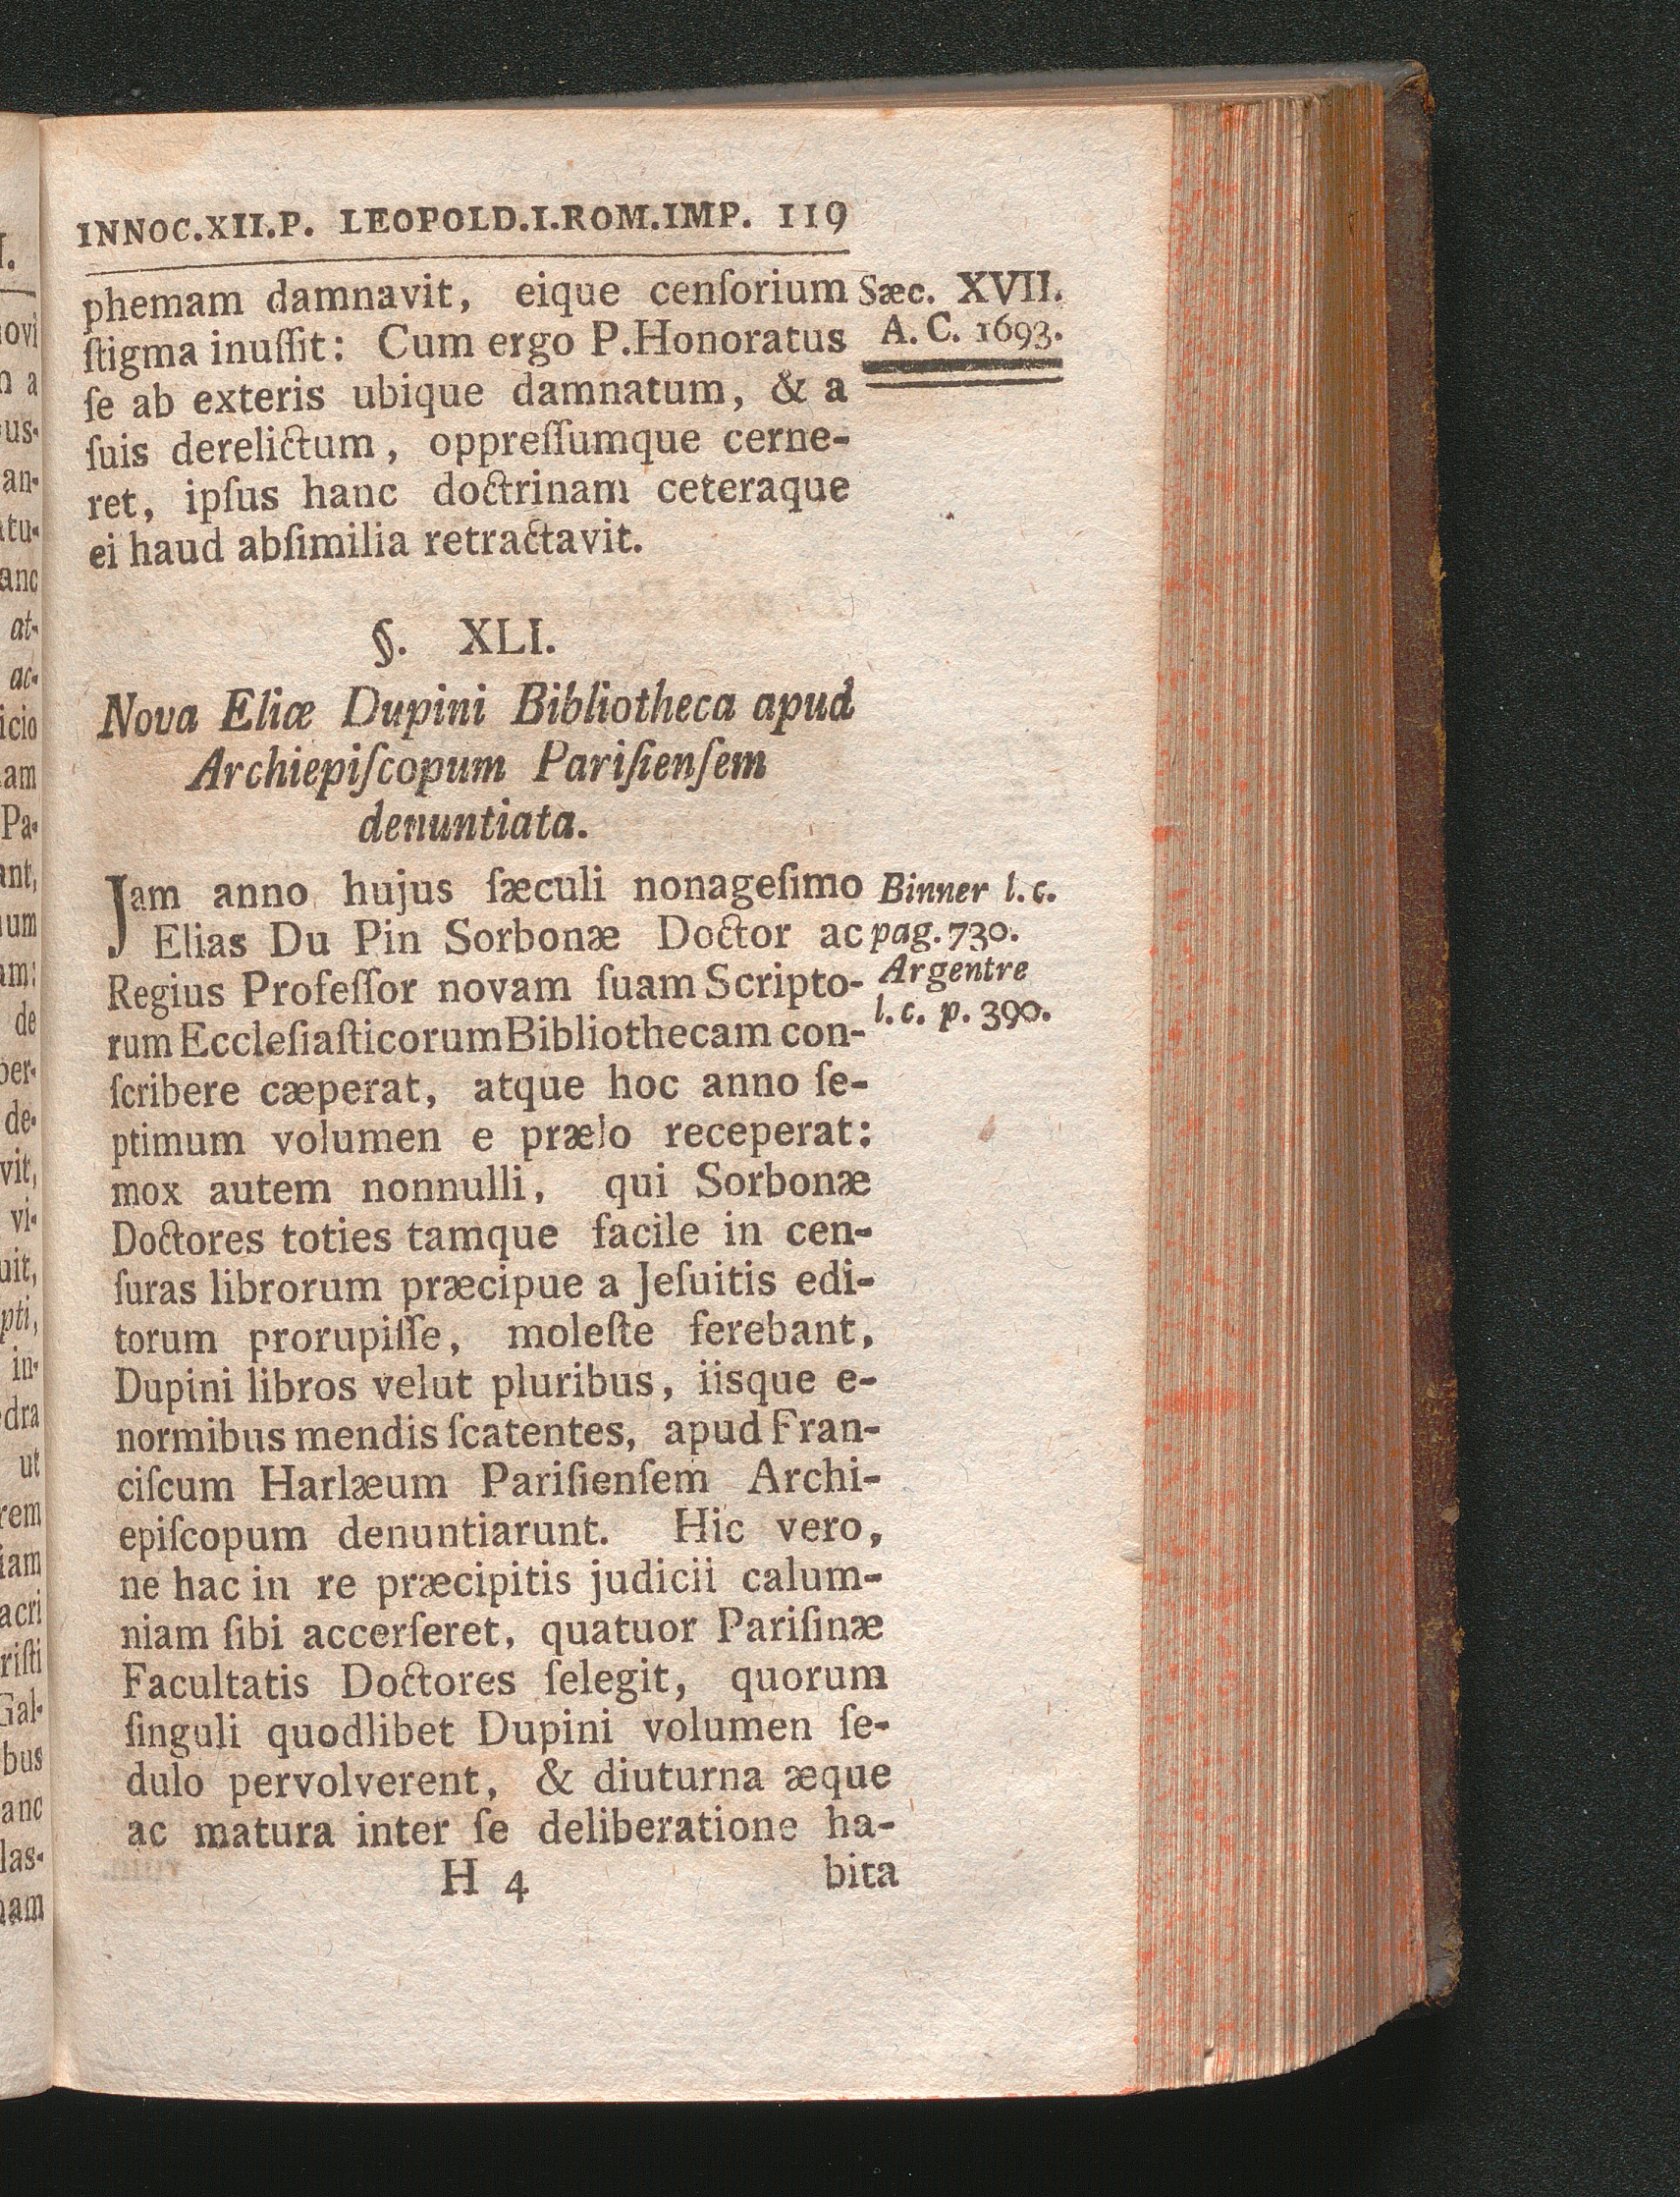 INNOC.XII.P. LEOPOLD.I.ROM.IMP. 119
phemam damnavit, eique cenſorium
ſtigma inuſſit: Cum ergo P.Honoratus
ſe ab exteris ubique damnatum, & a
ſuis derelictum, oppreſſumque cerne-
ret, ipſus hanc doctrinam ceteraque
ei haud abſimilia retractavit.
Sæc. XVII.
A. C. 1693.
§. XLI.
Nova Eliæ Dupini Bibliotheca apud
Archiepiſcopum Pariſienſem
denuntiata.
Jam anno hujus ſæculi nonageſimo
Elias Du Pin Sorbonæ Doctor ac
Regius Profeſſor novam ſuam Scripto-
rum Eccleſiaſticorum Bibliothecam con-
ſcribere cæperat, atque hoc anno ſe-
ptimum volumen e prælo receperat:
mox autem nonnulli, qui Sorbonæ
Doctores toties tamque facile in cen-
ſuras librorum præcipue a Jeſuitis edi-
torum prorupiſſe, moleſte ferebant,
Dupini libros velut pluribus, iisque e-
normibus mendis ſcatentes, apud Fran-
ciſcum Harlæum Pariſienſem Archi-
epiſcopum denuntiarunt. Hic vero,
ne hac in re præcipitis judicii calum-
niam ſibi accerſeret, quatuor Pariſinæ
Facultatis Doctores ſelegit, quorum
ſinguli quodlibet Dupini volumen ſe-
dulo pervolverent, & diuturna æque
ac matura inter ſe deliberatione ha-
Binner l. c.
pag. 730.
Argentre
l. c. p. 390.
H 4
bita